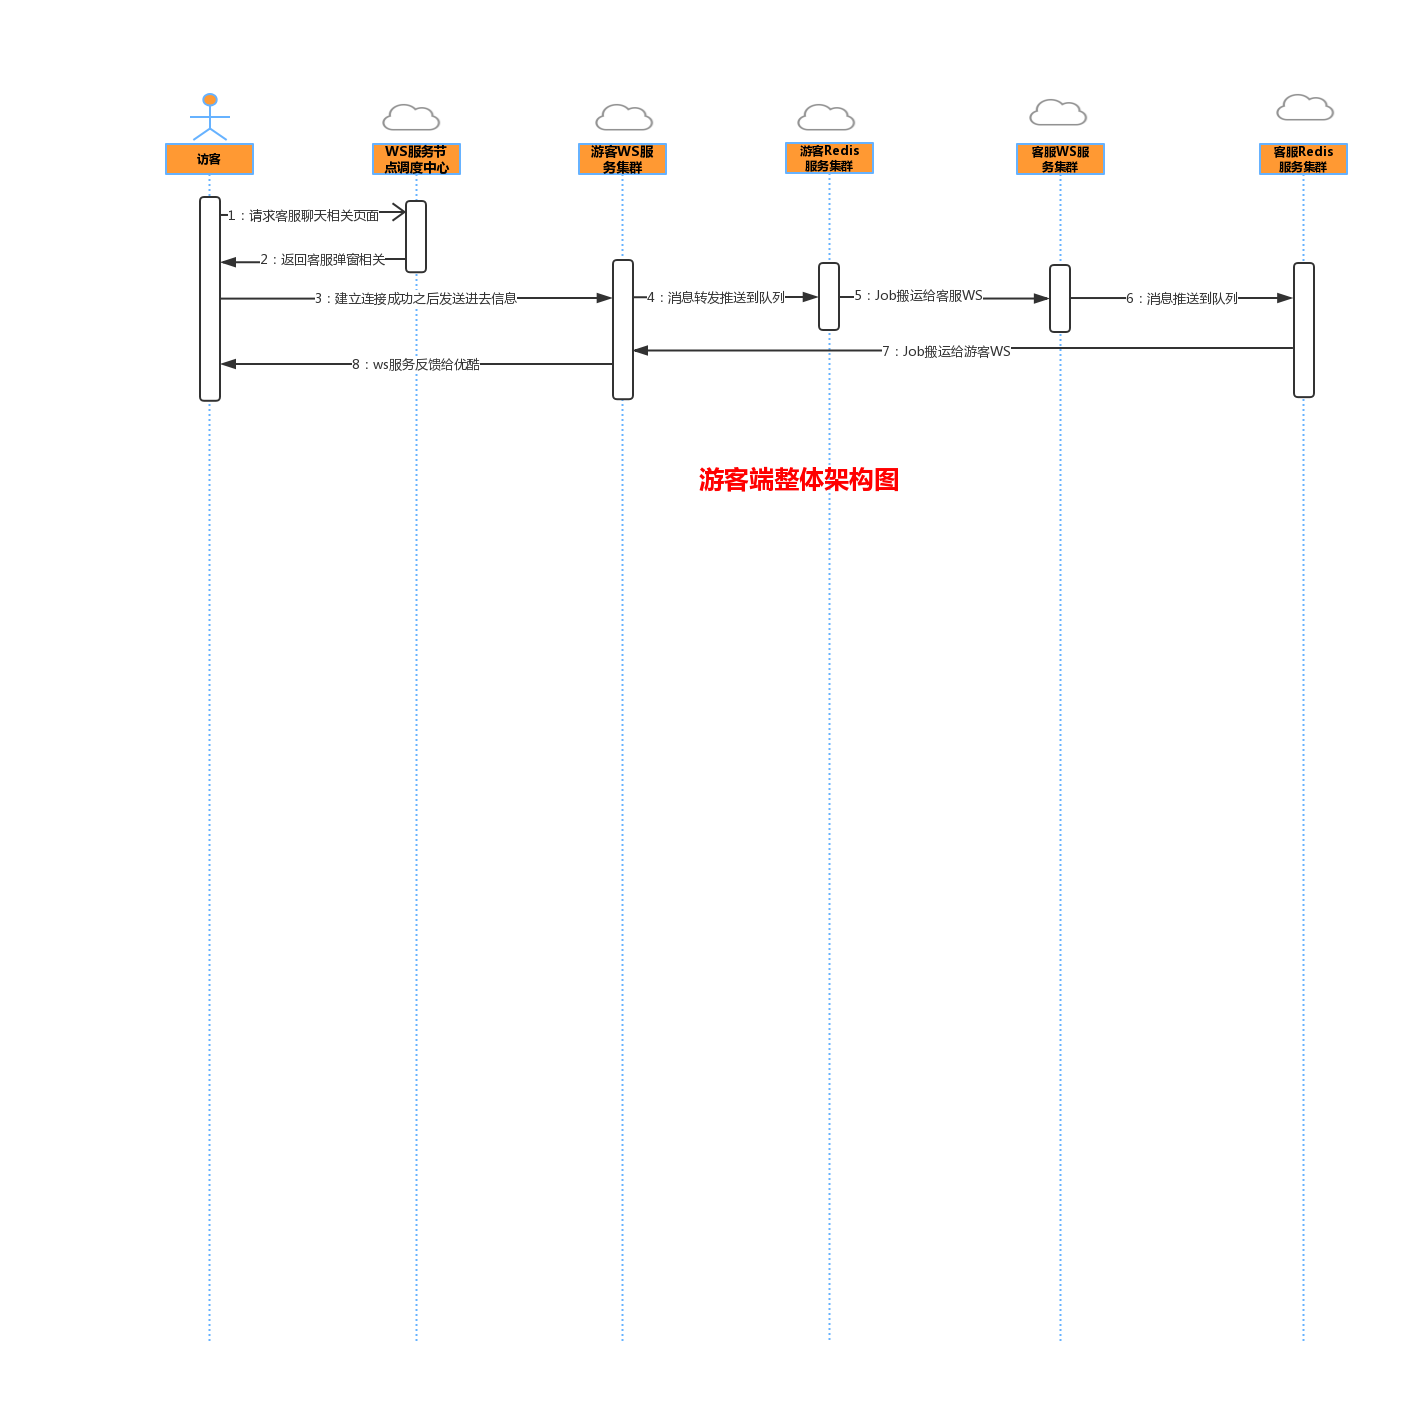 访客
WS服务节
点调度中心
游客WS服
务集群
游客Redis
服务集群
客服WS服
务集群
客服Redis
服务集群
1：请求客服聊天相关页面
2：返回客服弹窗相关
3：建立连接成功之后发送进去信息
4：消息转发推送到队列
5：Job搬运给客服WS
6：消息推送到队列
7：Job搬运给游客WS
8：ws服务反馈给优酷
游客端整体架构图